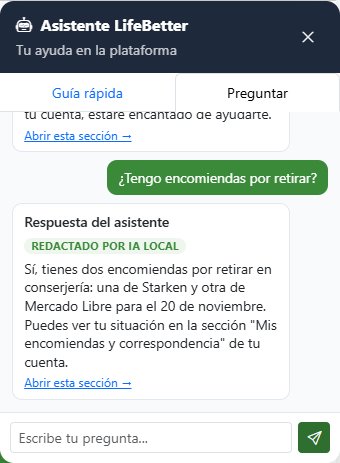 Asistente LifeBetter
Tu ayuda en la plataforma
Guía rápida
Preguntar
tu cuenta, estaré encantado de ayudarte.
Abrir esta sección →
¿Tengo encomiendas por retirar?
Respuesta del asistente
REDACTADO POR IA LOCAL
Sí, tienes dos encomiendas por retirar en
conserjería: una de Starken y otra de
Mercado Libre para el 20 de noviembre.
Puedes ver tu situación en la sección "Mis
encomiendas y correspondencia" de tu
cuenta.
Abrir esta sección →
Escribe tu pregunta...